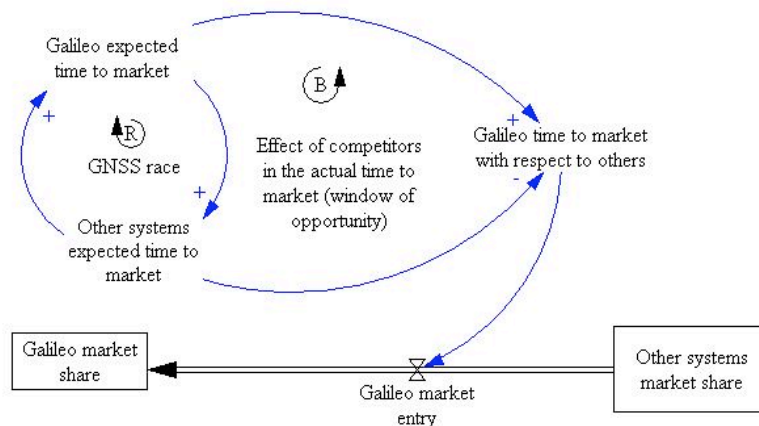 Galileo expected
time to market
B
+
R
GNSS race
+
Effect of competitors
in the actual time to
market (window of
opportunity)
+
Galileo time to market
with respect to others
-
Other systems
expected time to
market
Galileo market
share
Galileo market
entry
Other systems
market share